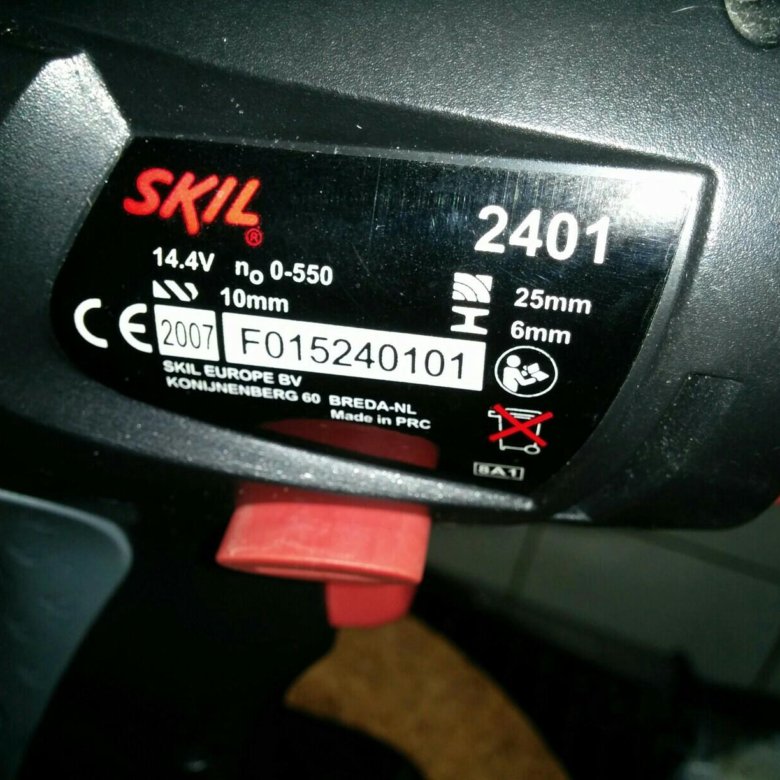 SKIL®
2401
14.4V n₀ 0-550
10mm
25mm
6mm
CE 2007 F015240101
SKIL EUROPE BV
KONIJNENBERG 60 BREDA-NL
Made in PRC
8A1